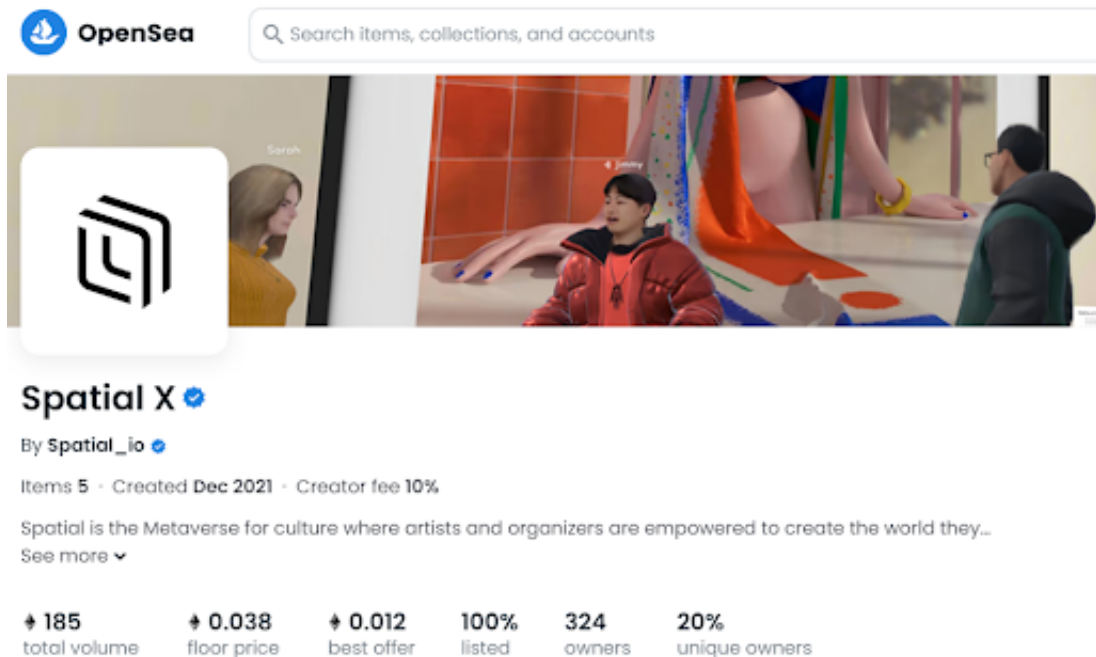 OpenSea
Search items, collections, and accounts
Sarah
Jimmy
Spatial X
By Spatial_io
Items 5 · Created Dec 2021 · Creator fee 10%
Spatial is the Metaverse for culture where artists and organizers are empowered to create the world they...
See more
185 0.038 0.012 100% 324 20%
total volume floor price best offer listed owners unique owners